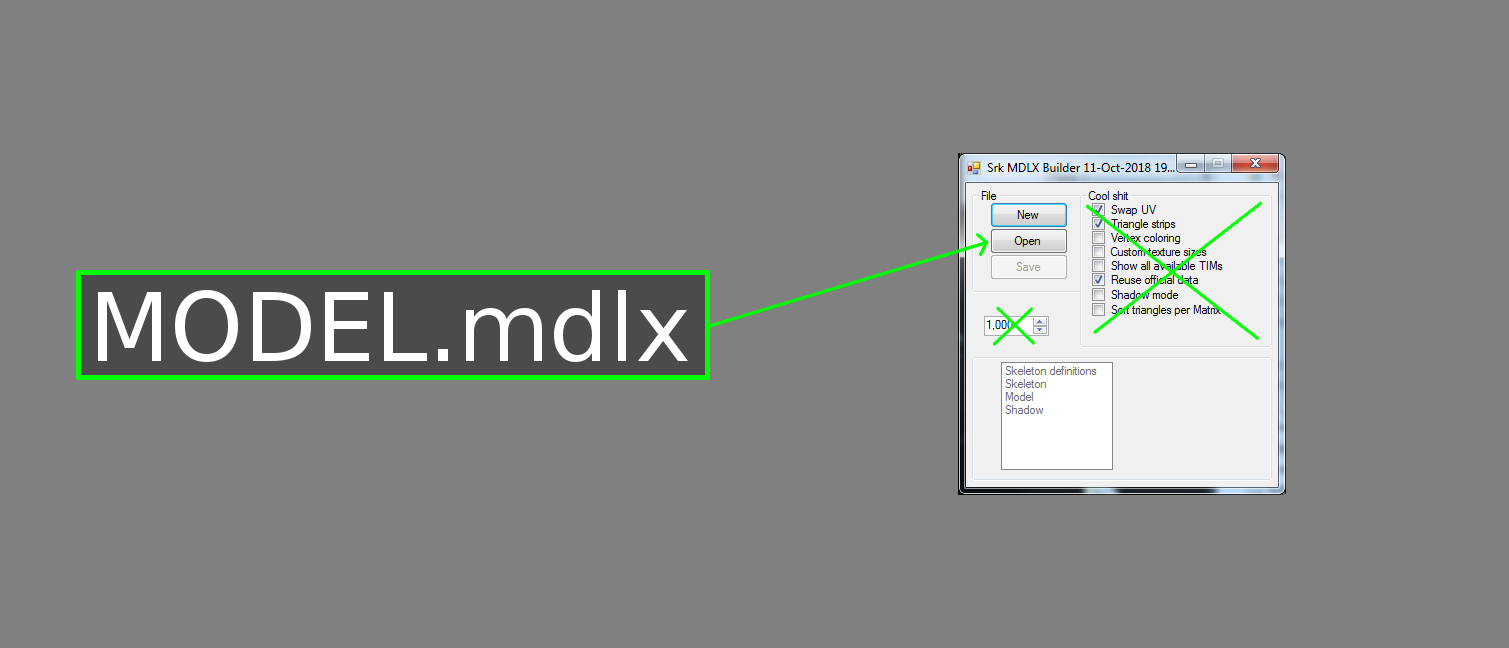 MODEL.mdlx
Srk MDLX Builder 11-Oct-2018 19...
File
New
Open
Save
1,000
Cool shit
Swap UV
Triangle strips
Vertex coloring
Custom texture sizes
Show all available TIMs
Reuse official data
Shadow mode
Sort triangles per Matrix
Skeleton definitions
Skeleton
Model
Shadow